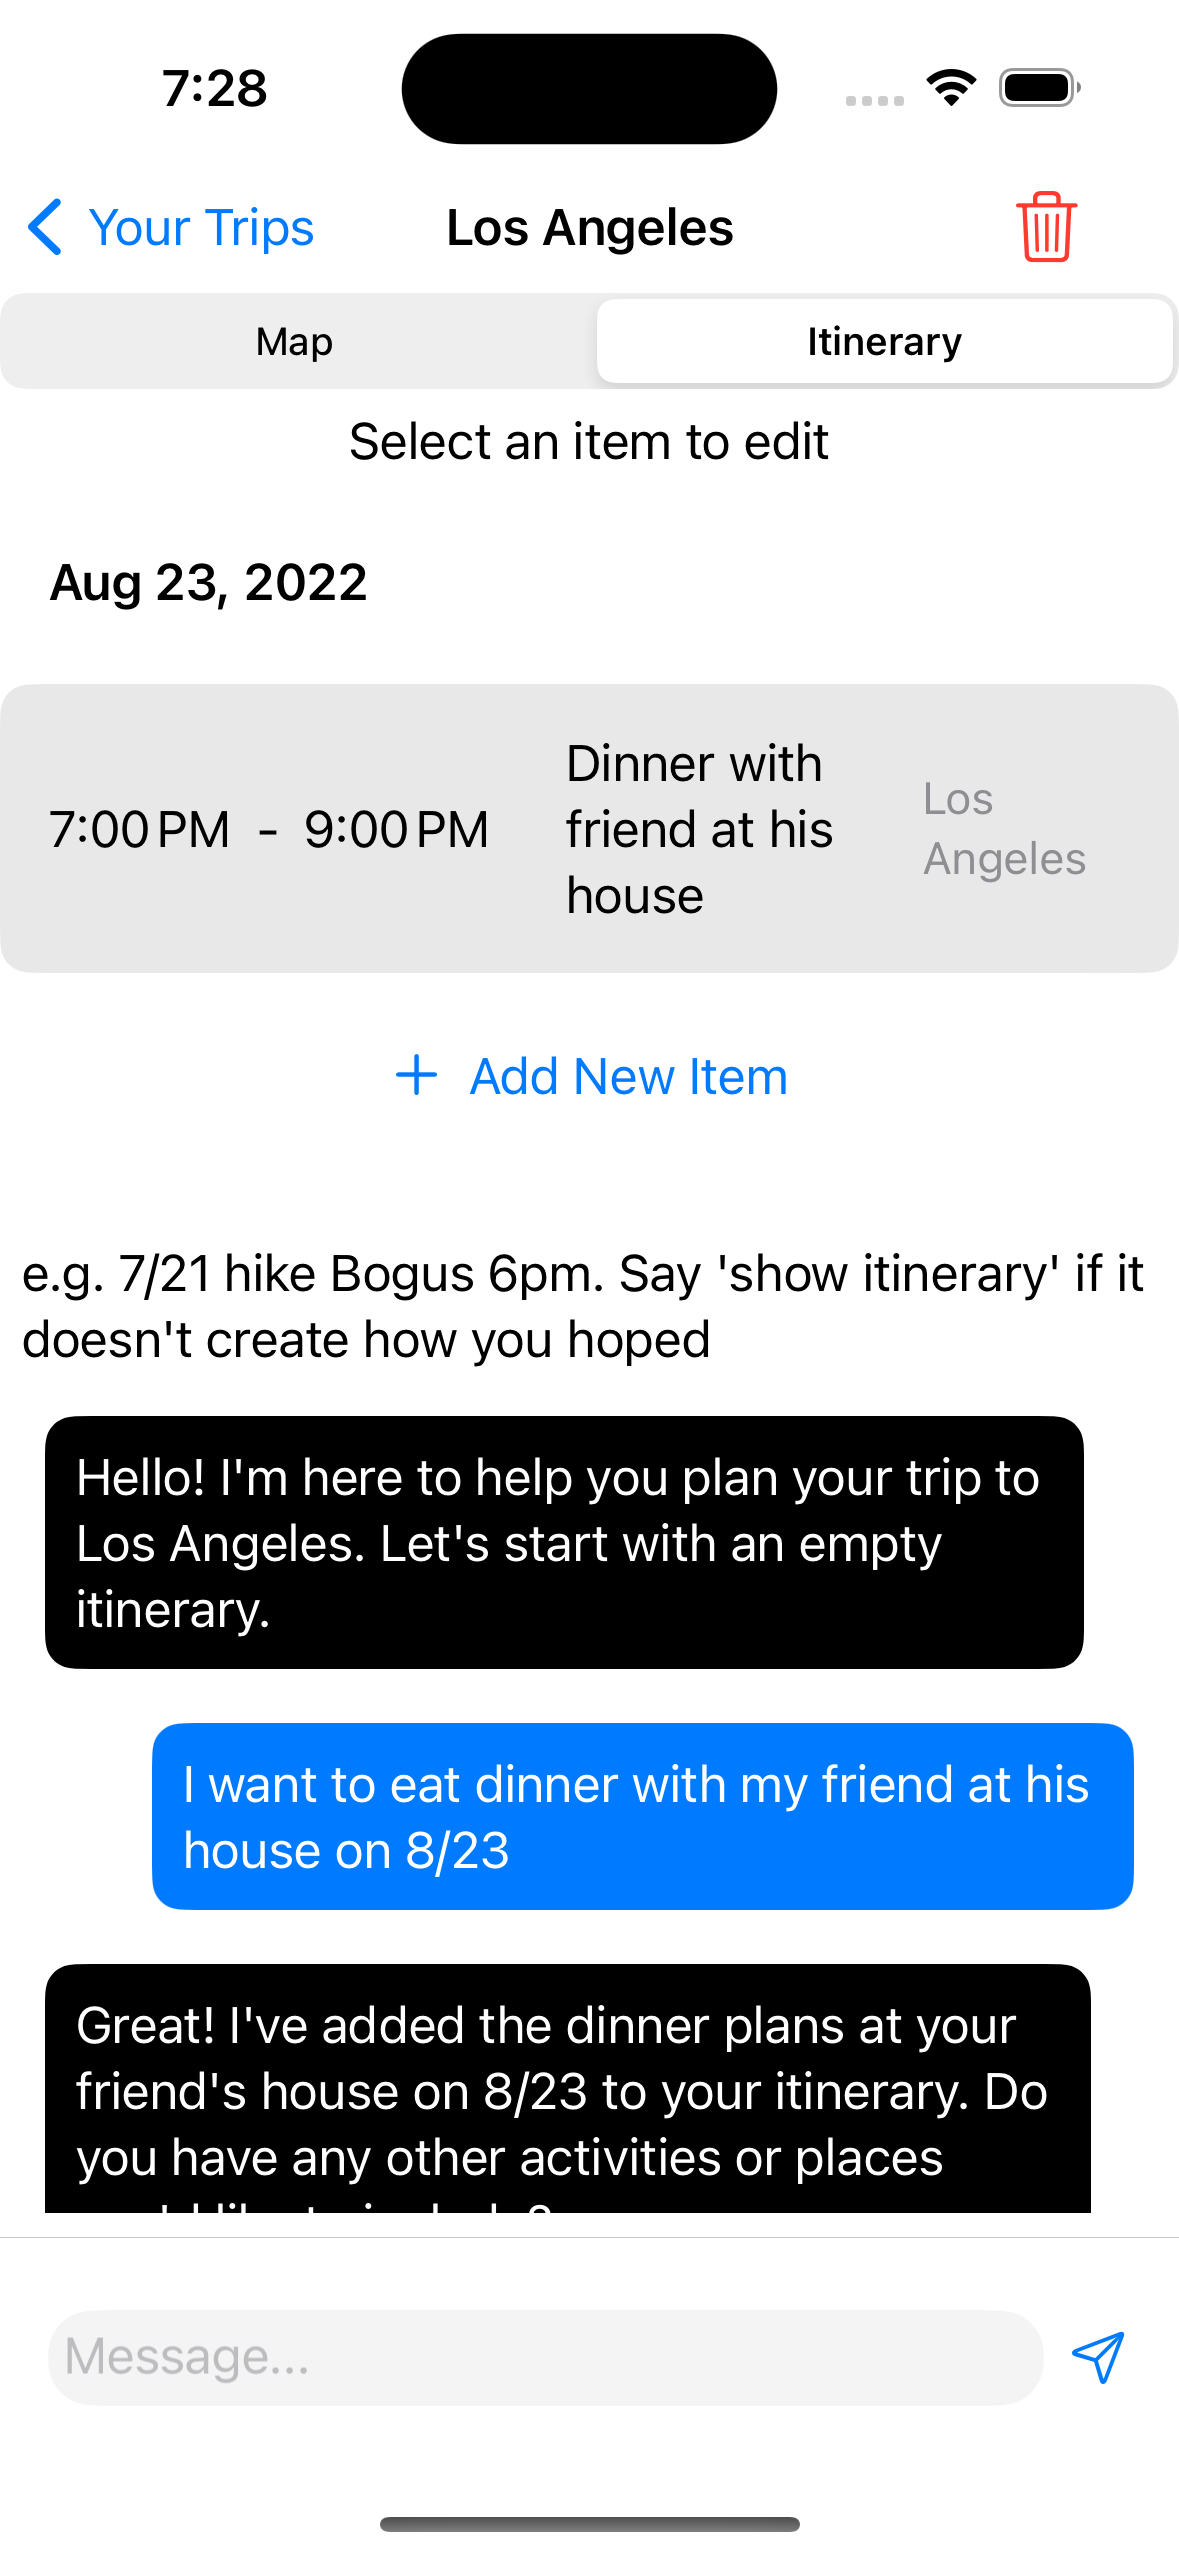 7:28
Your Trips
Los Angeles
Map
Itinerary
Select an item to edit
Aug 23, 2022
7:00 PM - 9:00 PM
Dinner with
friend at his
house
Los
Angeles
+ Add New Item
e.g. 7/21 hike Bogus 6pm. Say 'show itinerary' if it
doesn't create how you hoped
Hello! I'm here to help you plan your trip to
Los Angeles. Let's start with an empty
itinerary.
I want to eat dinner with my friend at his
house on 8/23
Great! I've added the dinner plans at your
friend's house on 8/23 to your itinerary. Do
you have any other activities or places
Message...